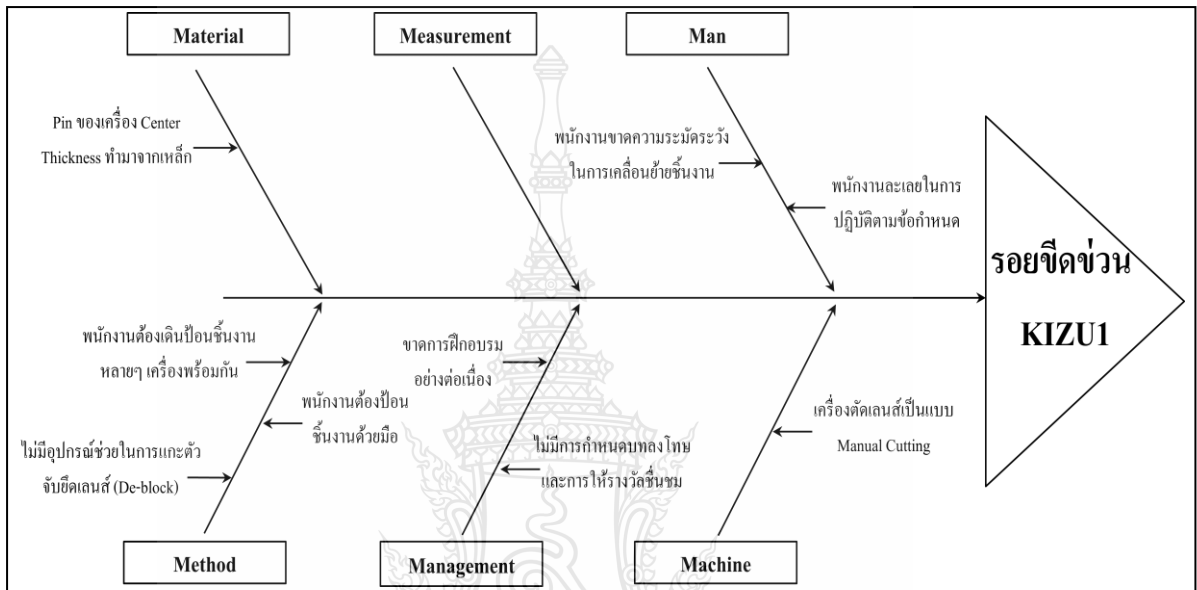 Material
Measurement
Man
Pin ของเครื่อง Center
Thickness ทำมาจากเหล็ก
พนักงานขาดความระมัดระวัง
ในการเคลื่อนย้ายชิ้นงาน
พนักงานละเลยในการ
ปฏิบัติตามข้อกำหนด
รอยขีดข่วน
KIZU1
พนักงานต้องเดินป้อนชิ้นงาน
หลายๆ เครื่องพร้อมกัน
พนักงานต้องป้อน
ชิ้นงานด้วยมือ
ไม่มีอุปกรณ์ช่วยในการแกะตัว
จับยึดเลนส์ (De-block)
ขาดการฝึกอบรม
อย่างต่อเนื่อง
ไม่มีการกำหนดบทลงโทษ
และการให้รางวัลชื่นชม
เครื่องตัดเลนส์เป็นแบบ
Manual Cutting
Method
Management
Machine